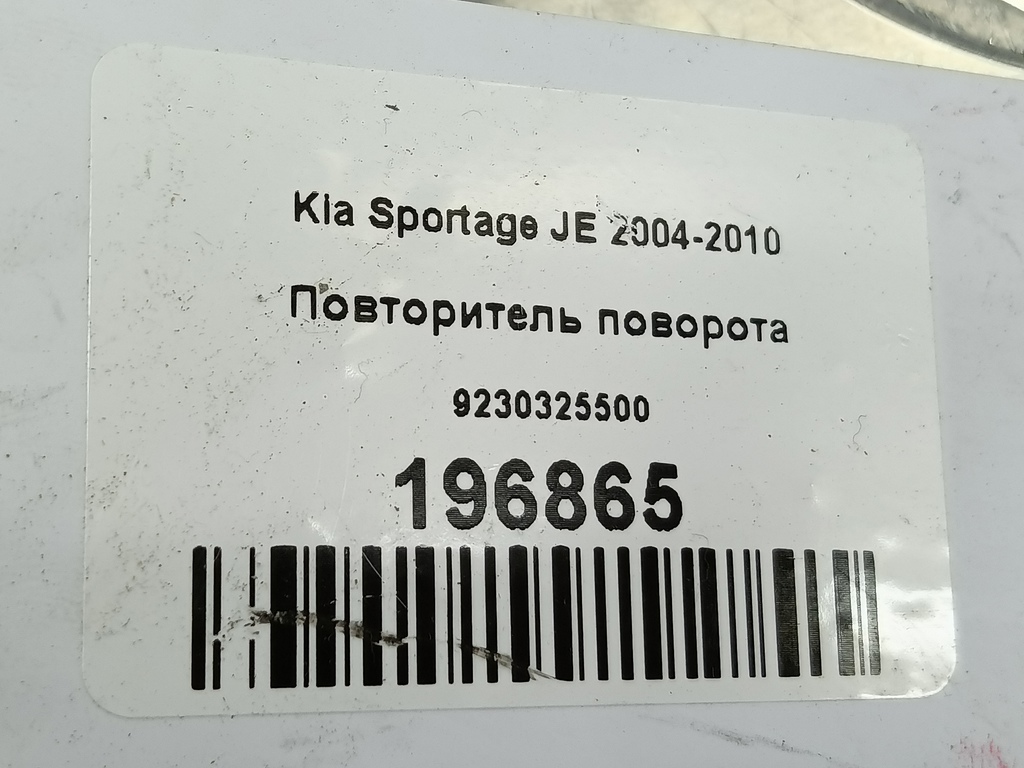 Kia Sportage JE 2004-2010
Повторитель поворота
9230325500
196865